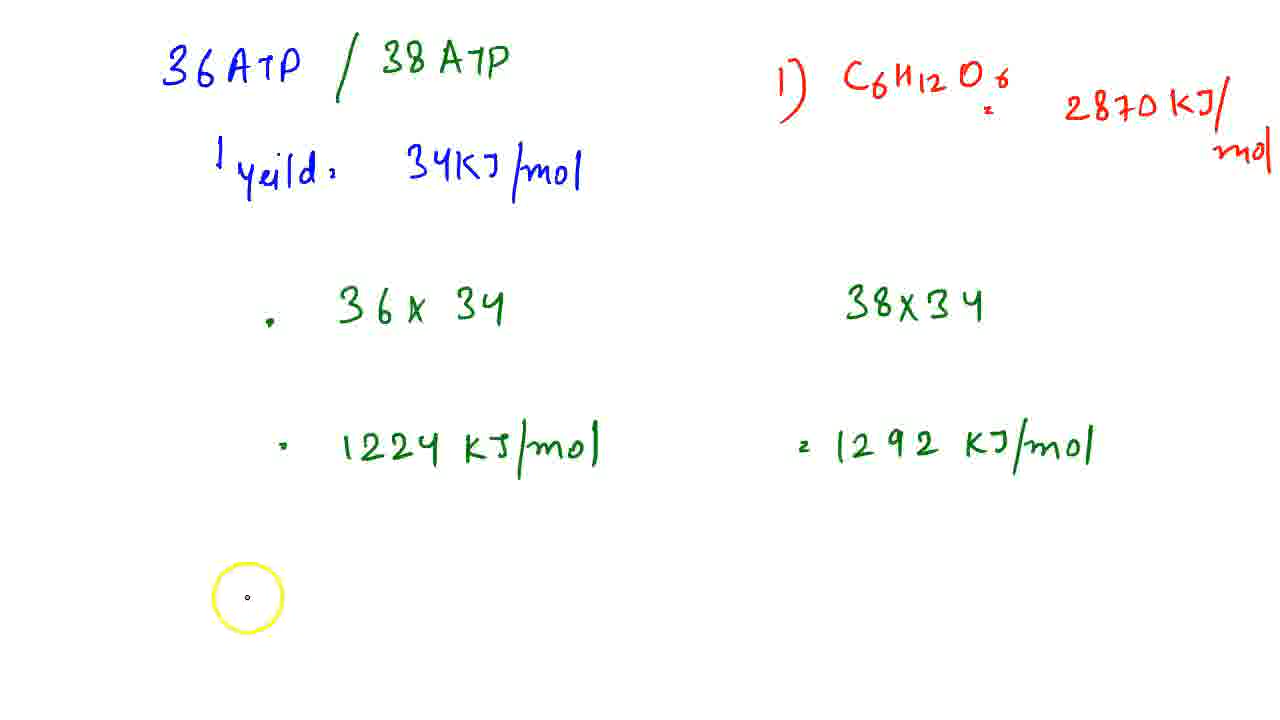 36 ATP / 38 ATP
1 yeild = 34 KJ/mol
1) C6H12O6 = 2870 KJ/mol
= 36 x 34
38 x 34
= 1224 KJ/mol
= 1292 KJ/mol